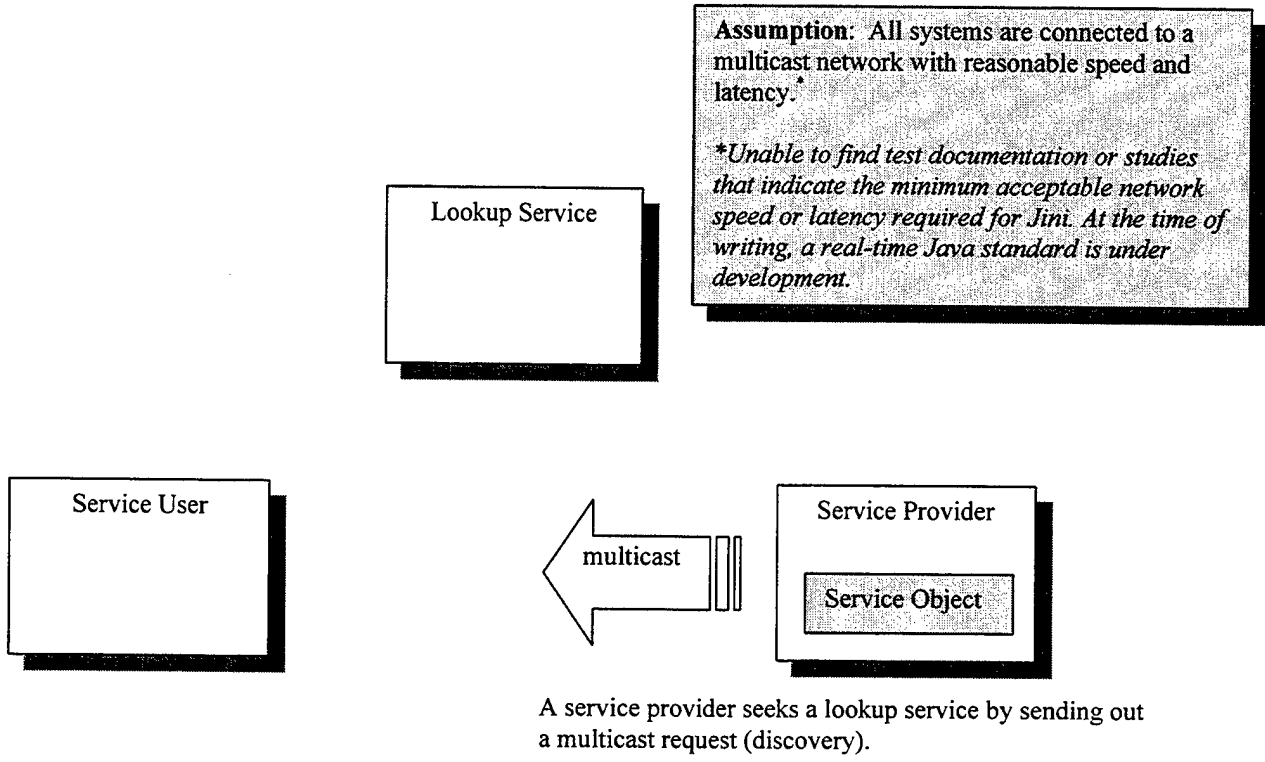 Assumption: All systems are connected to a
multicast network with reasonable speed and
latency.*
*Unable to find test documentation or studies
that indicate the minimum acceptable network
speed or latency required for Jini. At the time of
writing, a real-time Java standard is under
development.
Lookup Service
Service User
multicast
Service Provider
Service Object
A service provider seeks a lookup service by sending out
a multicast request (discovery).